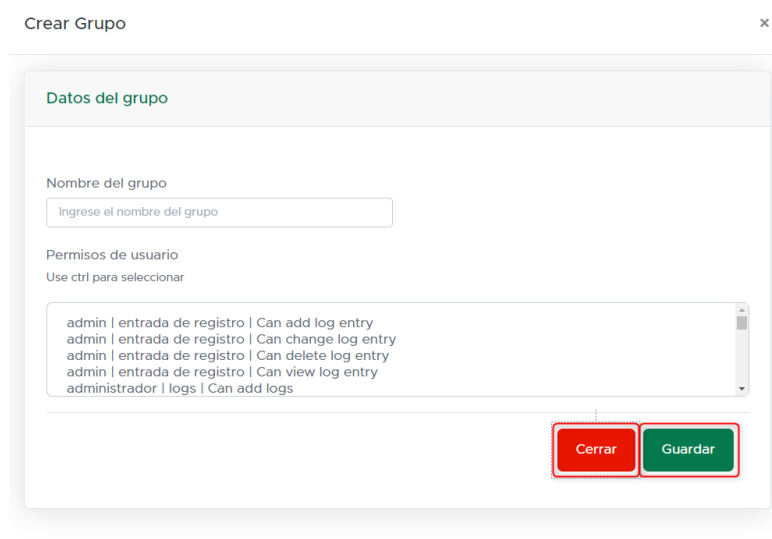 Crear Grupo
×
Datos del grupo
Nombre del grupo
Ingrese el nombre del grupo
Permisos de usuario
Use ctrl para seleccionar
admin | entrada de registro | Can add log entry
admin | entrada de registro | Can change log entry
admin | entrada de registro | Can delete log entry
admin | entrada de registro | Can view log entry
administrador | logs | Can add logs
Cerrar
Guardar